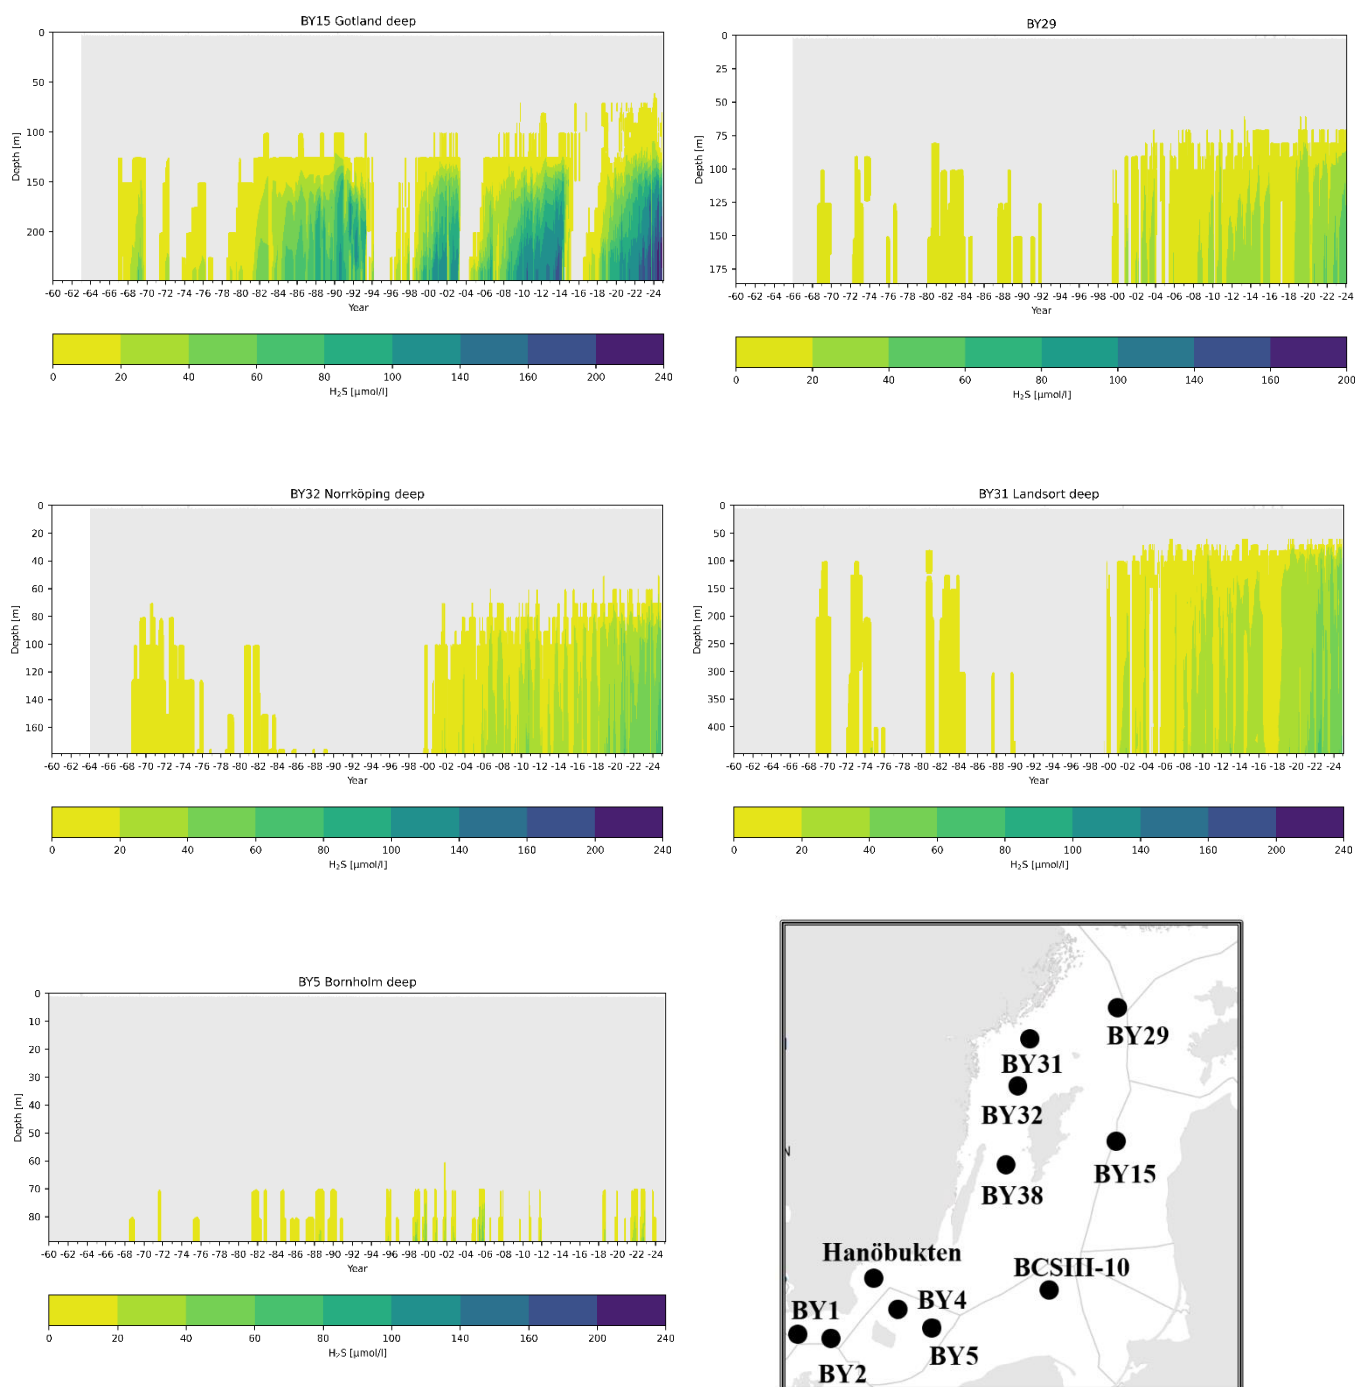 BY15 Gotland deep
0
50
100
150
200
Depth [m]
-60 -62 -64 -66 -68 -70 -72 -74 -76 -78 -80 -82 -84 -86 -88 -90 -92 -94 -96 -98 -00 -02 -04 -06 -08 -10 -12 -14 -16 -18 -20 -22 -24
Year
0 20 40 60 80 100 140 160 200 240
H₂S [µmol/l]
BY29
0
25
50
75
100
125
150
175
Depth [m]
-60 -62 -64 -66 -68 -70 -72 -74 -76 -78 -80 -82 -84 -86 -88 -90 -92 -94 -96 -98 -00 -02 -04 -06 -08 -10 -12 -14 -16 -18 -20 -22 -24
Year
0 20 40 60 80 100 140 160 200
H₂S [µmol/l]
BY32 Norrköping deep
0
20
40
60
80
100
120
140
160
Depth [m]
-60 -62 -64 -66 -68 -70 -72 -74 -76 -78 -80 -82 -84 -86 -88 -90 -92 -94 -96 -98 -00 -02 -04 -06 -08 -10 -12 -14 -16 -18 -20 -22 -24
Year
0 20 40 60 80 100 140 160 200 240
H₂S [µmol/l]
BY31 Landsort deep
0
50
100
150
200
250
300
350
400
Depth [m]
-60 -62 -64 -66 -68 -70 -72 -74 -76 -78 -80 -82 -84 -86 -88 -90 -92 -94 -96 -98 -00 -02 -04 -06 -08 -10 -12 -14 -16 -18 -20 -22 -24
Year
0 20 40 60 80 100 140 160 200 240
H₂S [µmol/l]
BY5 Bornholm deep
0
10
20
30
40
50
60
70
80
Depth [m]
-60 -62 -64 -66 -68 -70 -72 -74 -76 -78 -80 -82 -84 -86 -88 -90 -92 -94 -96 -98 -00 -02 -04 -06 -08 -10 -12 -14 -16 -18 -20 -22 -24
Year
0 20 40 60 80 100 140 160 200 240
H₂S [µmol/l]
BY29
BY31
BY32
BY15
BY38
N
Hanöbukten
BCSIII-10
BY4
BY1
BY5
BY2